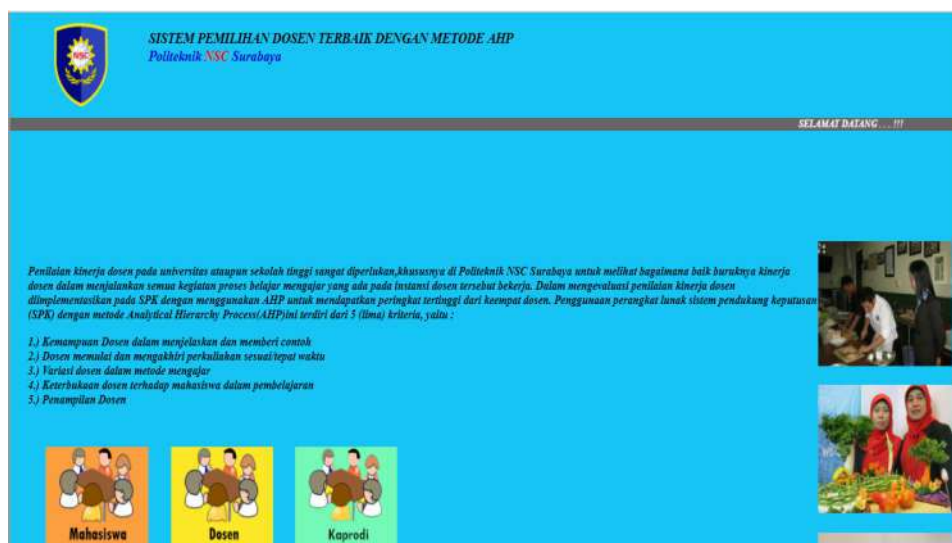 NSC
SISTEM PEMILIHAN DOSEN TERBAIK DENGAN METODE AHP
Politeknik NSC Surabaya
SELAMAT DATANG . . . !!!
Penilaian kinerja dosen pada universitas ataupun sekolah tinggi sangat diperlukan,khususnya di Politeknik NSC Surabaya untuk melihat bagaimana baik buruknya kinerja
dosen dalam menjalankan semua kegiatan proses belajar mengajar yang ada pada instansi dosen tersebut bekerja. Dalam mengevaluasi penilaian kinerja dosen
diimplementasikan pada SPK dengan menggunakan AHP untuk mendapatkan peringkat tertinggi dari keempat dosen. Penggunaan perangkat lunak sistem pendukung keputusan
(SPK) dengan metode Analytical Hierarchy Process(AHP)ini terdiri dari 5 (lima) kriteria, yaitu :
1.) Kemampuan Dosen dalam menjelaskan dan memberi contoh
2.) Dosen memulai dan mengakhiri perkuliahan sesuai/tepat waktu
3.) Variasi dosen dalam metode mengajar
4.) Keterbukaan dosen terhadap mahasiswa dalam pembelajaran
5.) Penampilan Dosen
Mahasiswa
Dosen
Kaprodi